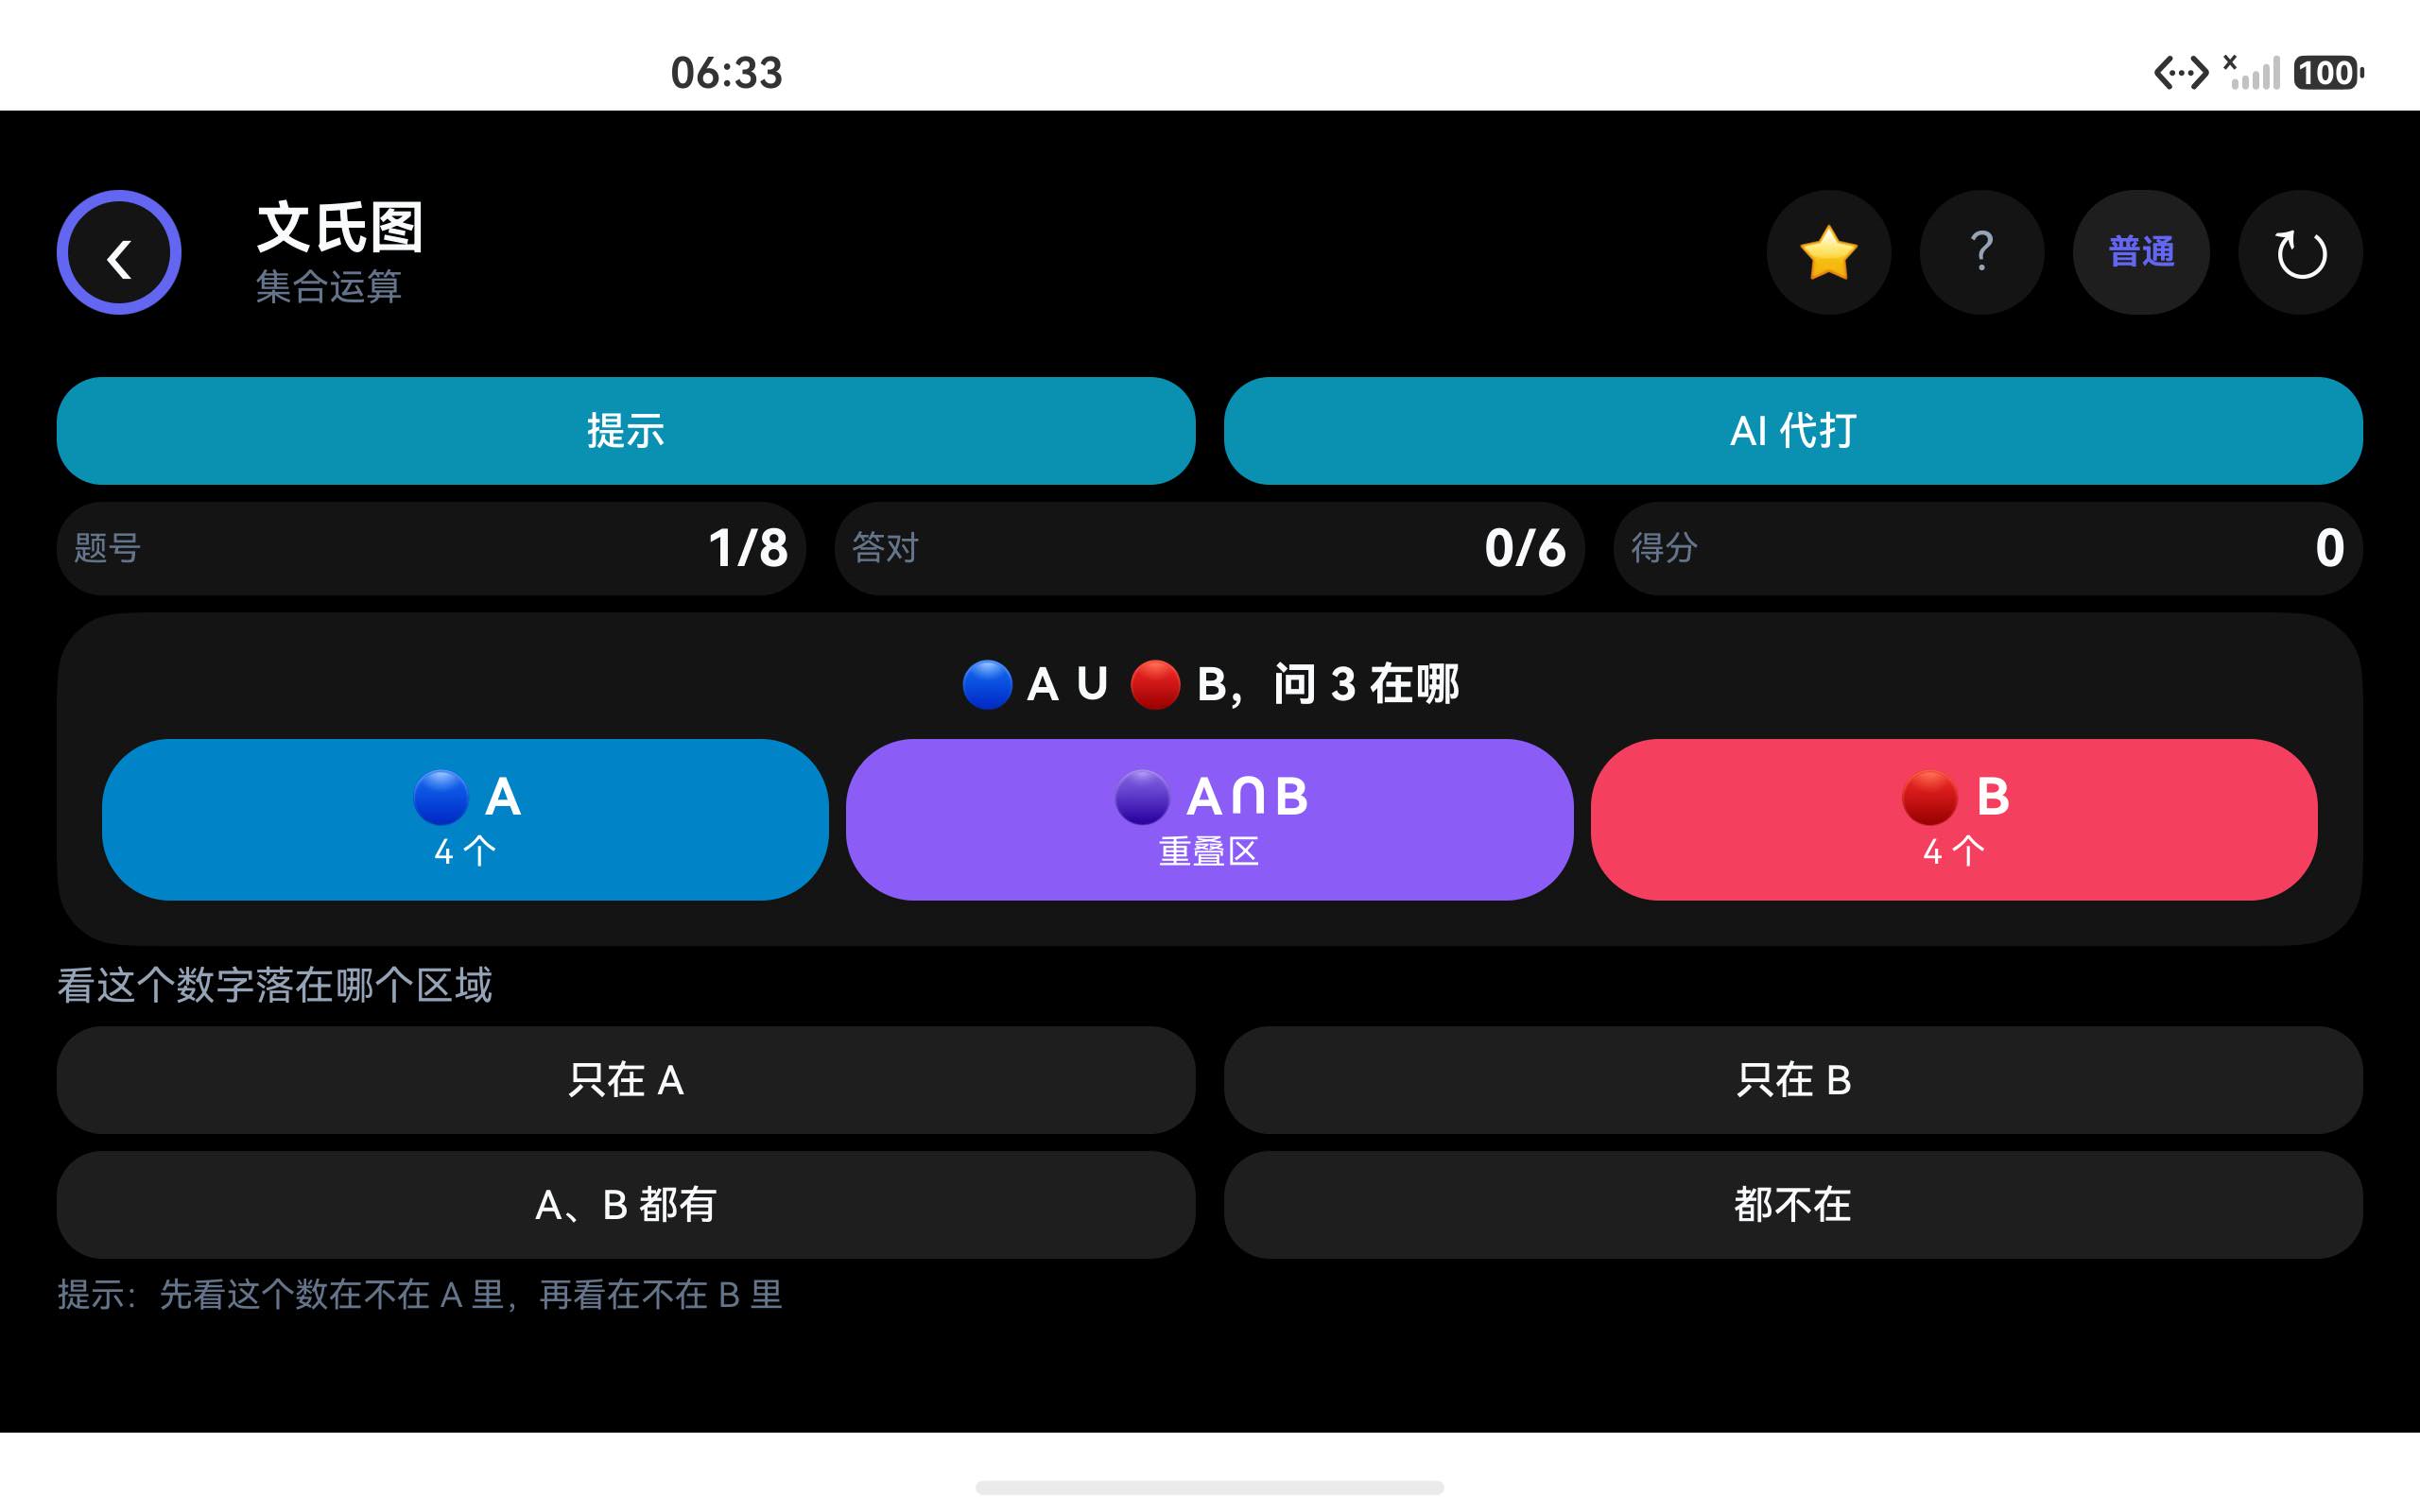 06:33
100
文氏图
集合运算
?
普通
提示
AI 代打
题号 1/8
答对 0/6
得分 0
A ∪ B，问 3 在哪
A
4 个
A∩B
重叠区
B
4 个
看这个数字落在哪个区域
只在 A
只在 B
A、B 都有
都不在
提示：先看这个数在不在 A 里，再看在不在 B 里